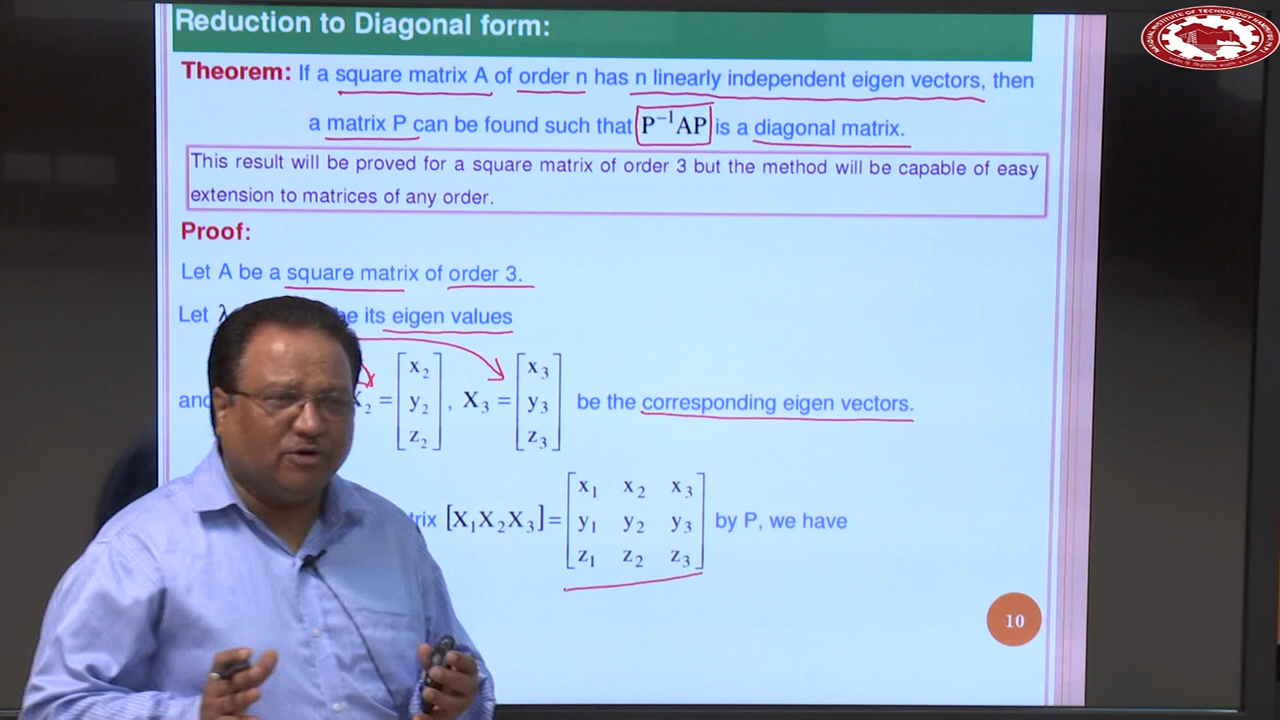 Reduction to Diagonal form:
Theorem: If a square matrix A of order n has n linearly independent eigen vectors, then
a matrix P can be found such that P⁻¹AP is a diagonal matrix.
This result will be proved for a square matrix of order 3 but the method will be capable of easy
extension to matrices of any order.
Proof:
Let A be a square matrix of order 3.
Let its eigen values
X₂ = [x₂ y₂ z₂], X₃ = [x₃ y₃ z₃] be the corresponding eigen vectors.
[X₁X₂X₃] = [x₁ x₂ x₃
y₁ y₂ y₃
z₁ z₂ z₃] by P, we have
10